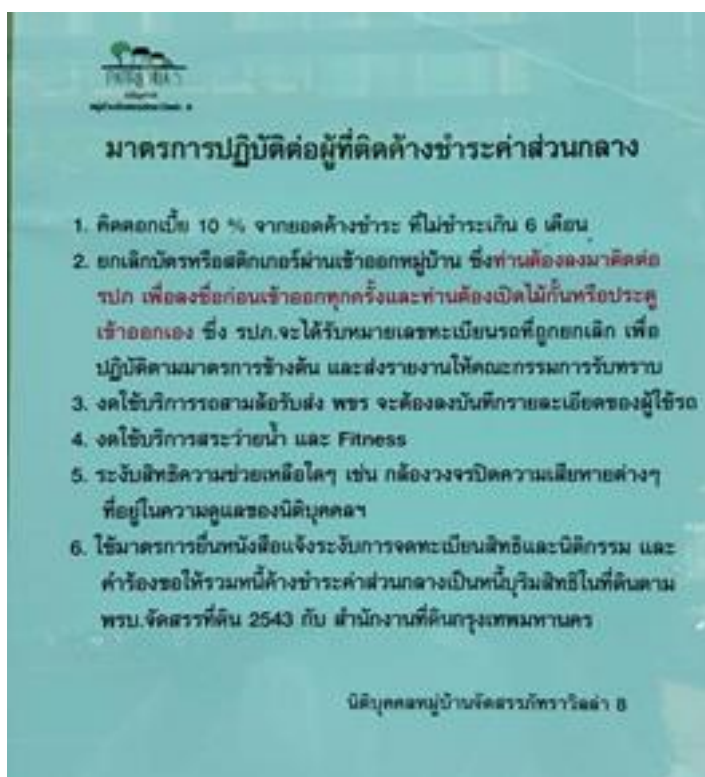 มาตรการปฏิบัติต่อผู้ที่ติดค้างชำระค่าส่วนกลาง
1. คิดดอกเบี้ย 10 % จากยอดค้างชำระ ที่ไม่ชำระเกิน 6 เดือน
2. ยกเลิกบัตรหรือสติกเกอร์ผ่านเข้าออกหมู่บ้าน ซึ่งท่านต้องลงมาติดต่อ
รปภ เพื่อลงชื่อก่อนเข้าออกทุกครั้งและท่านต้องเปิดไม้กั้นหรือประตู
เข้าออกเอง ซึ่ง รปภ.จะได้รับหมายเลขทะเบียนรถที่ถูกยกเลิก เพื่อ
ปฏิบัติตามมาตรการข้างต้น และส่งรายงานให้คณะกรรมการรับทราบ
3. งดใช้บริการรถสามล้อรับส่ง พขร จะต้องลงบันทึกรายละเอียดของผู้ใช้รถ
4. งดใช้บริการสระว่ายน้ำ และ Fitness
5. ระงับสิทธิความช่วยเหลือใดๆ เช่น กล้องวงจรปิดความเสียหายต่างๆ
ที่อยู่ในความดูแลของนิติบุคคลฯ
6. ใช้มาตรการยื่นหนังสือแจ้งระงับการจดทะเบียนสิทธิและนิติกรรม และ
คำร้องขอให้รวมหนี้ค้างชำระค่าส่วนกลางเป็นหนี้บุริมสิทธิในที่ดินตาม
พรบ.จัดสรรที่ดิน 2543 กับ สำนักงานที่ดินกรุงเทพมหานคร
นิติบุคคลหมู่บ้านจัดสรรภัทราวิลล่า 8